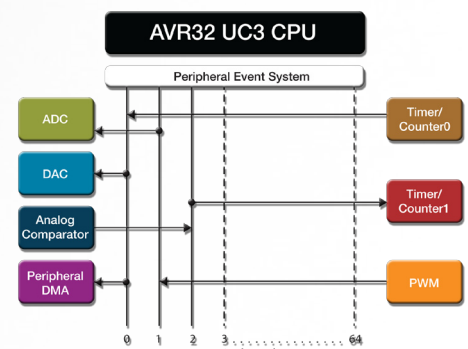 AVR32 UC3 CPU
Peripheral Event System
ADC
Timer/
Counter0
DAC
Timer/
Counter1
Analog
Comparator
Peripheral
DMA
PWM
0 1 2 3 64